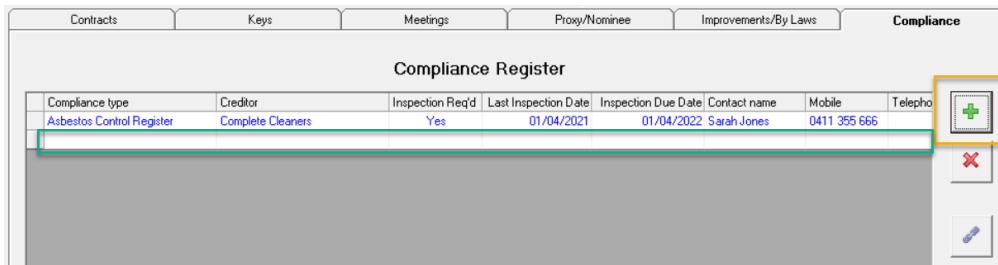 Contracts Keys Meetings Proxy/Nominee Improvements/By Laws Compliance
Compliance Register
Compliance type Creditor Inspection Req'd Last Inspection Date Inspection Due Date Contact name Mobile Telepho
Asbestos Control Register Complete Cleaners Yes 01/04/2021 01/04/2022 Sarah Jones 0411 355 666